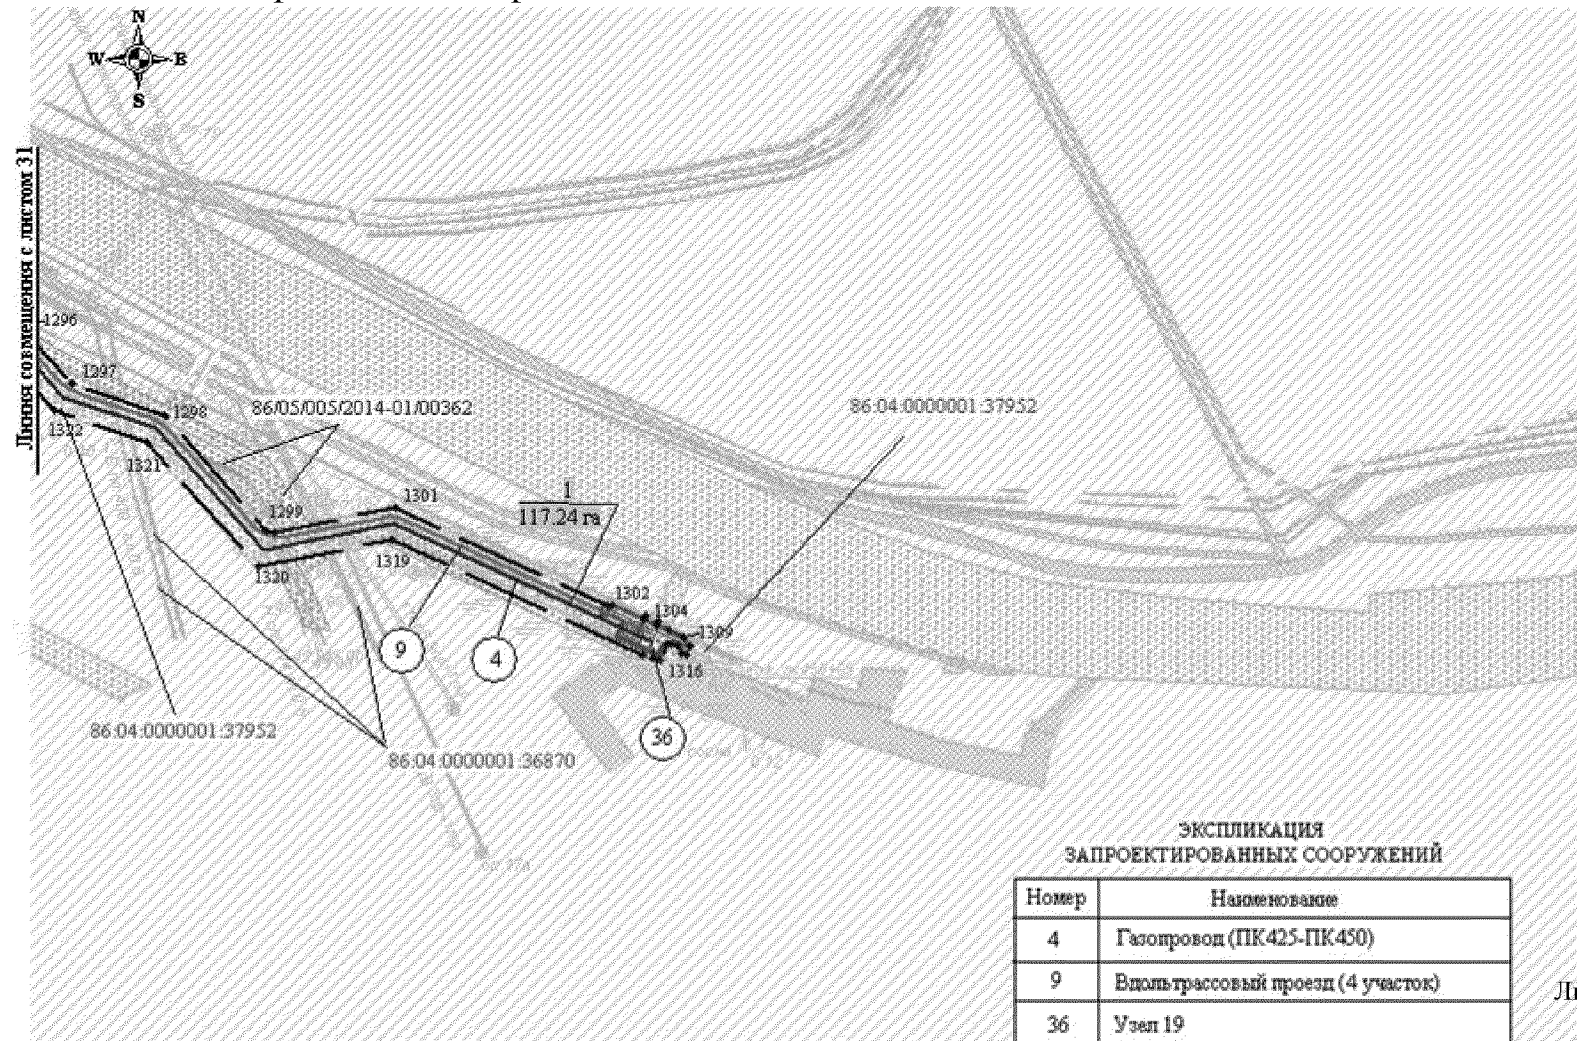 N
W E
S
Линия совмещения с листом 31
1296
1297
1298
86/05/005/2014-01/00362
86:04:0000001:37952
1322
1321
1299
1301
1
117.24 га
1320
1319
1302
1304
1309
1316
9
4
36
86:04:0000001:37952
86:04:0000001:36870
ЭКСПЛИКАЦИЯ
ЗАПРОЕКТИРОВАННЫХ СООРУЖЕНИЙ
Номер Наименование
4 Газопровод (ПК425-ПК450)
9 Вдольтрассовый проезд (4 участок)
36 Узел 19